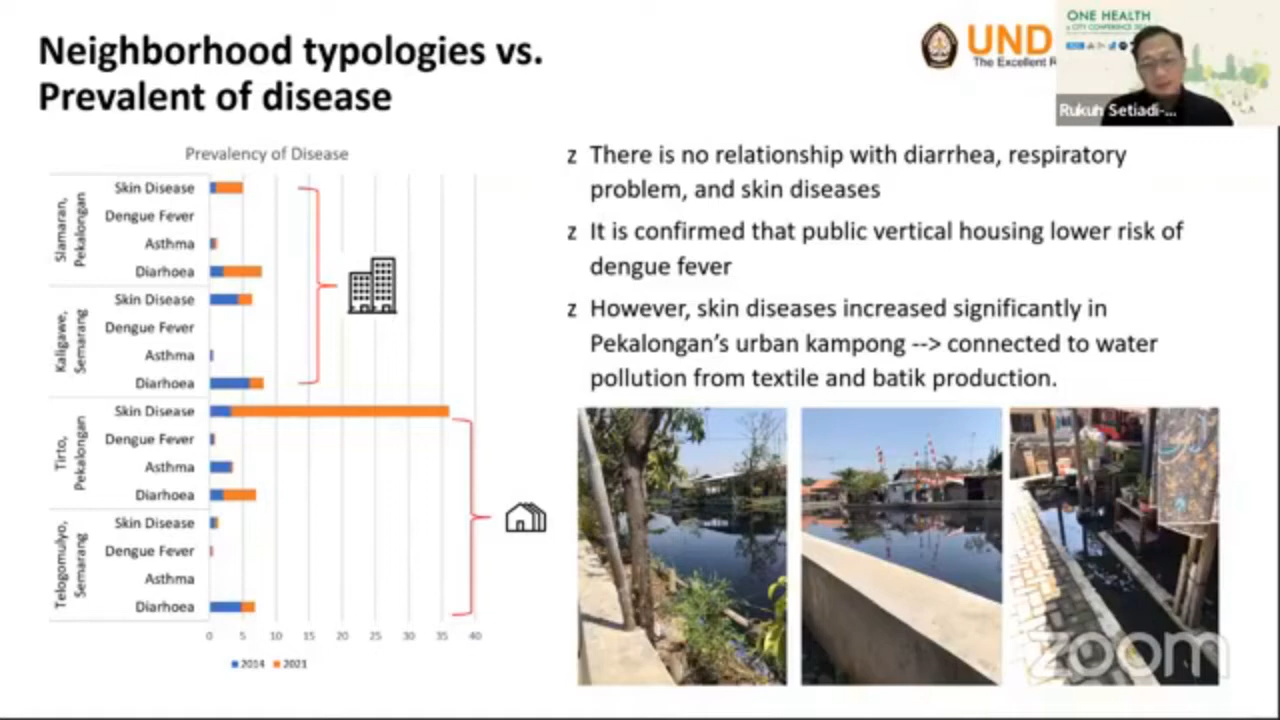 Neighborhood typologies vs.
Prevalent of disease
UND
The Excellent R
ONE HEALTH
Rukuh Setiadi-...
Prevalency of Disease
Slamaran,
Pekalongan
Skin Disease
Dengue Fever
Asthma
Diarhoea
Kaligawe,
Semarang
Skin Disease
Dengue Fever
Asthma
Diarhoea
Tirto,
Pekalongan
Skin Disease
Dengue Fever
Asthma
Diarhoea
Telogomulyo,
Semarang
Skin Disease
Dengue Fever
Asthma
Diarhoea
0 5 10 15 20 25 30 35 40
2014 2021
z There is no relationship with diarrhea, respiratory
problem, and skin diseases
z It is confirmed that public vertical housing lower risk of
dengue fever
z However, skin diseases increased significantly in
Pekalongan’s urban kampong --> connected to water
pollution from textile and batik production.
zoom